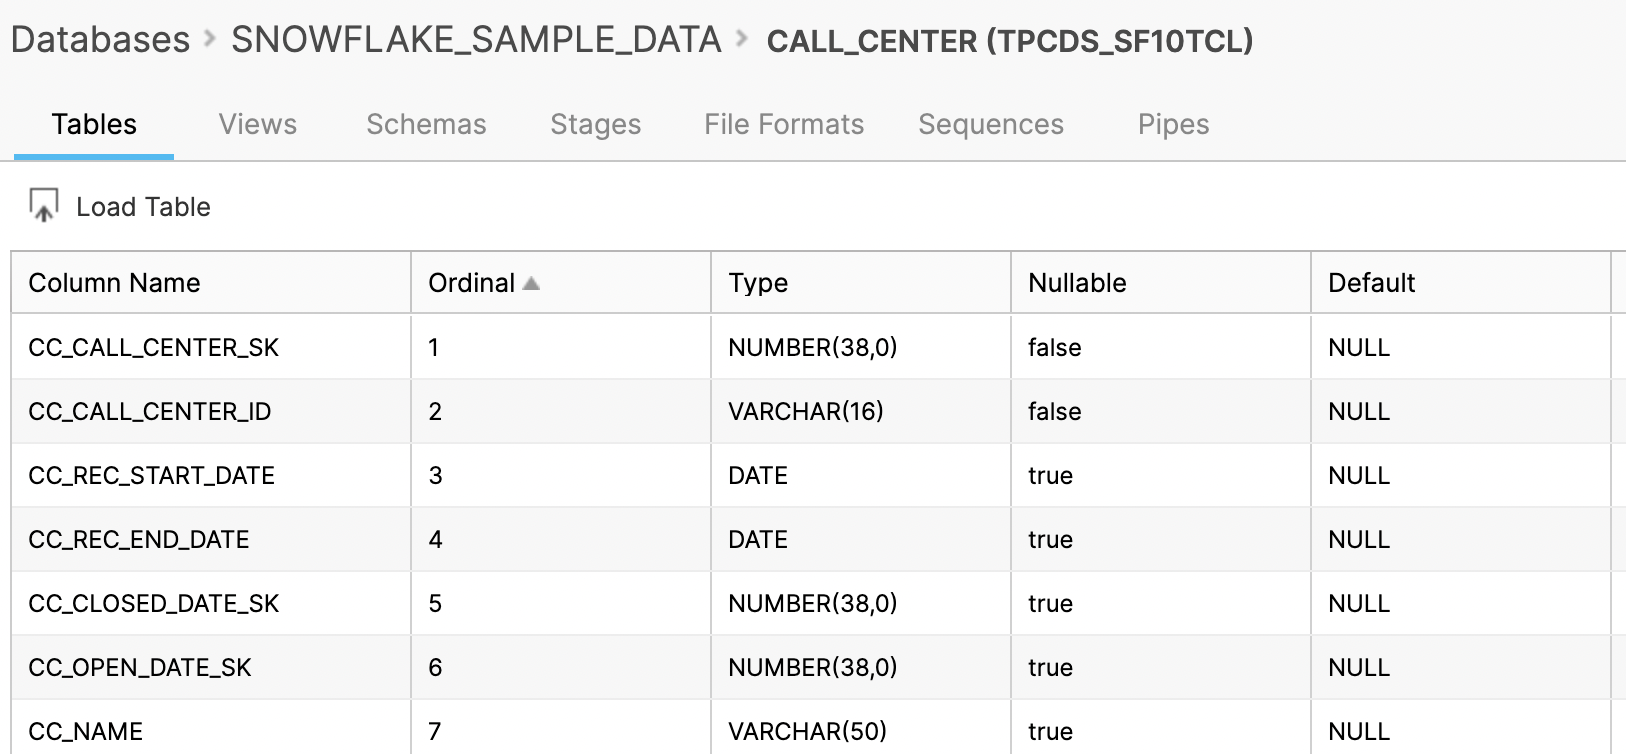 Databases > SNOWFLAKE_SAMPLE_DATA > CALL_CENTER (TPCDS_SF10TCL)
Tables Views Schemas Stages File Formats Sequences Pipes
Load Table
Column Name Ordinal Type Nullable Default
CC_CALL_CENTER_SK 1 NUMBER(38,0) false NULL
CC_CALL_CENTER_ID 2 VARCHAR(16) false NULL
CC_REC_START_DATE 3 DATE true NULL
CC_REC_END_DATE 4 DATE true NULL
CC_CLOSED_DATE_SK 5 NUMBER(38,0) true NULL
CC_OPEN_DATE_SK 6 NUMBER(38,0) true NULL
CC_NAME 7 VARCHAR(50) true NULL